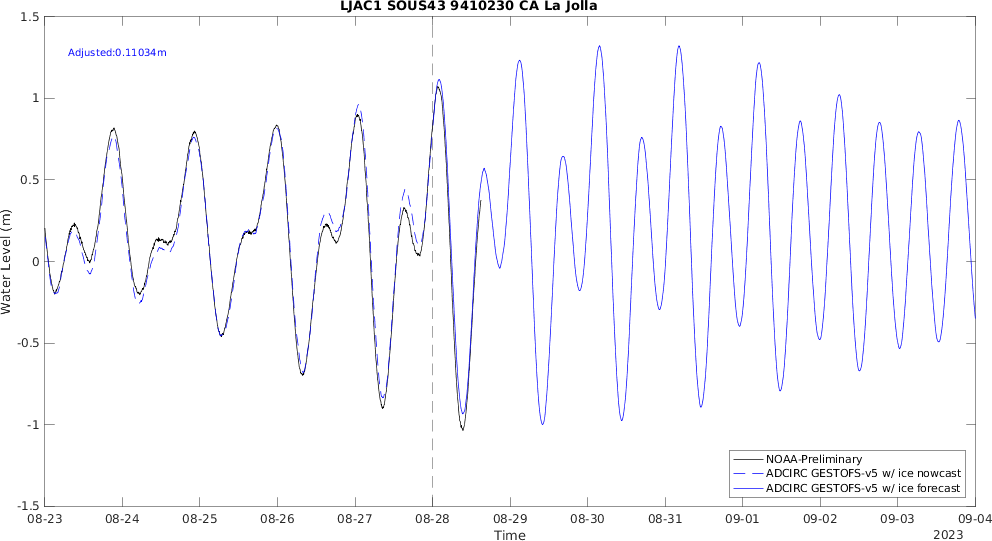 LJAC1 SOUS43 9410230 CA La Jolla
Adjusted:0.11034m
Water Level (m)
1.5
1
0.5
0
-0.5
-1
-1.5
NOAA-Preliminary
ADCIRC GESTOFS-v5 w/ ice nowcast
ADCIRC GESTOFS-v5 w/ ice forecast
08-23 08-24 08-25 08-26 08-27 08-28 08-29 08-30 08-31 09-01 09-02 09-03 09-04
Time
2023